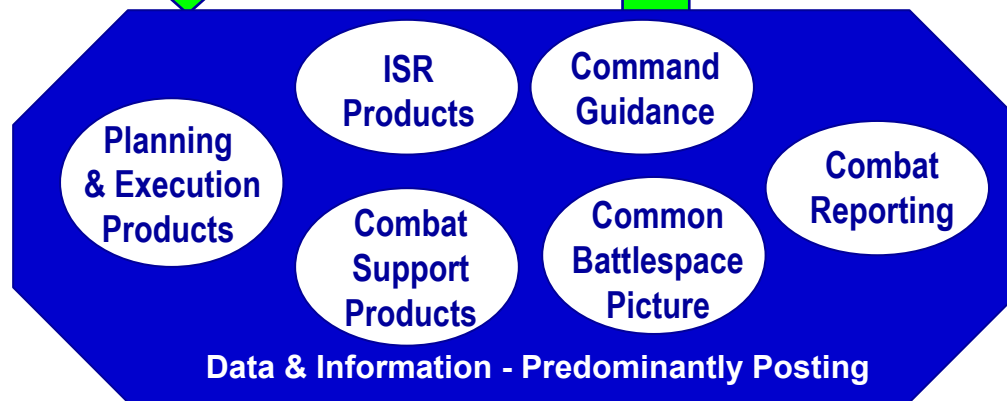 ISR
Products
Command
Guidance
Planning
& Execution
Products
Combat
Reporting
Combat
Support
Products
Common
Battlespace
Picture
Data & Information - Predominantly Posting